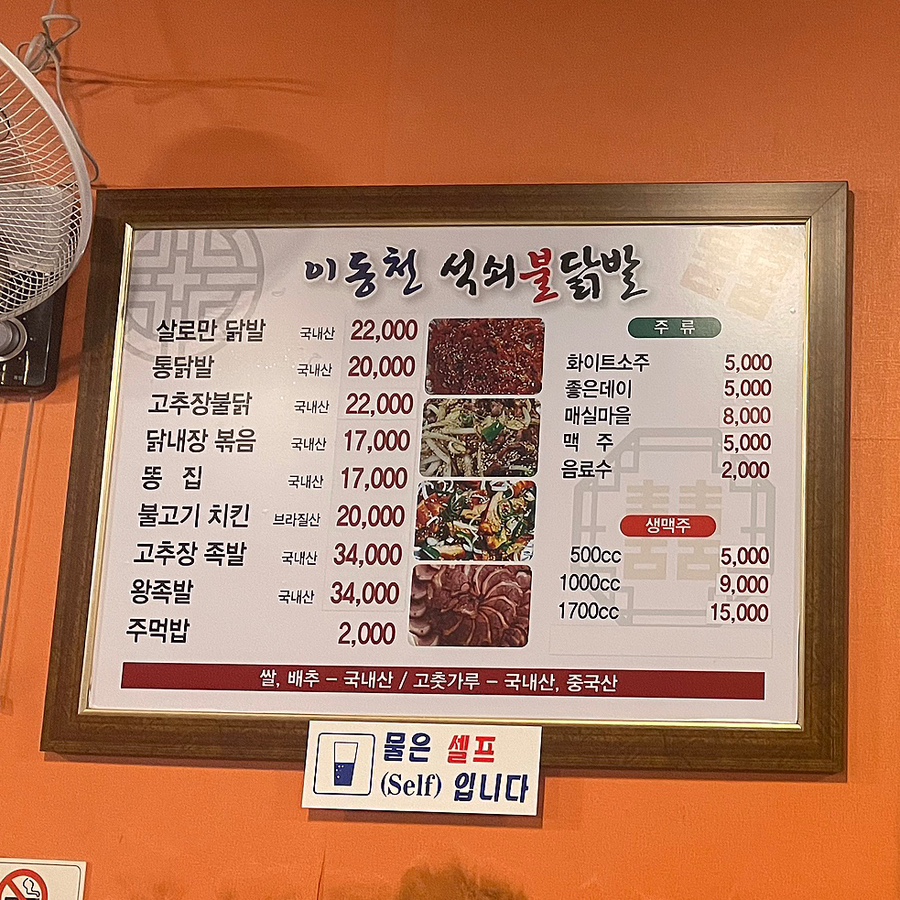 이동천 석쇠불닭발
살로만 닭발 국내산 22,000
통닭발 국내산 20,000
고추장불닭 국내산 22,000
닭내장 볶음 국내산 17,000
똥 집 국내산 17,000
불고기 치킨 브라질산 20,000
고추장 족발 국내산 34,000
왕족발 국내산 34,000
주먹밥 2,000
주 류
화이트소주 5,000
좋은데이 5,000
매실마을 8,000
맥 주 5,000
음료수 2,000
생맥주
500cc 5,000
1000cc 9,000
1700cc 15,000
쌀, 배추 – 국내산 / 고춧가루 – 국내산, 중국산
물은 셀프
(Self) 입니다